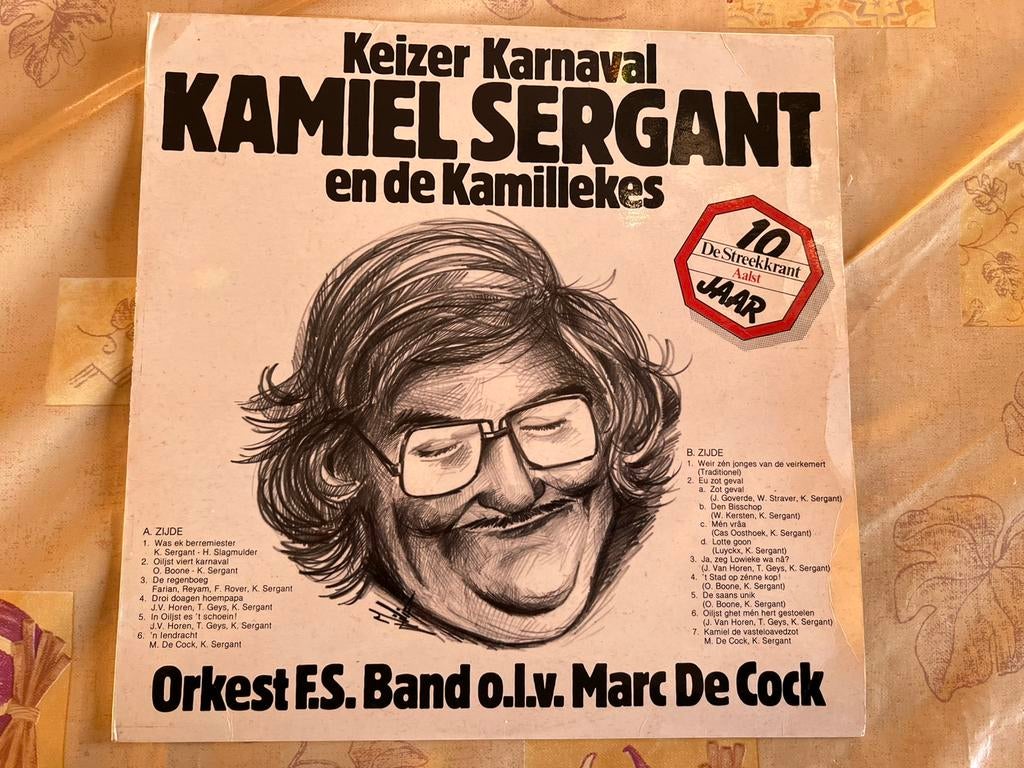 Keizer Karnaval
KAMIEL SERGANT
en de Kamillekes
10
De Streekkrant
Aalst
JAAR
A. ZIJDE
1. Was ek berremiester
K. Sergant - H. Slagmulder
2. Oiljst viert karnaval
O. Boone - K. Sergant
3. De regenboeg
Farian, Reyam, F. Rover, K. Sergant
4. Droi doagen hoempapa
J.V. Horen, T. Geys, K. Sergant
5. In Oiljst es 't schoein!
J.V. Horen, T. Geys, K. Sergant
6. 'n Iendracht
M. De Cock, K. Sergant
B. ZIJDE
1. Weir zén jonges van de veirkemert
(Traditionel)
2. Eu zot geval
a. Zot geval
(J. Goverde, W. Straver, K. Sergant)
b. Den Bisschop
(W. Kersten, K. Sergant)
c. Mén vrâa
(Cas Oosthoek, K. Sergant)
d. Lotte goon
(Luyckx, K. Sergant)
3. Ja, zeg Lowieke wa nâ?
(J. Van Horen, T. Geys, K. Sergant)
4. 't Stad op zénne kop!
(O. Boone, K. Sergant)
5. De saans unik
(O. Boone, K. Sergant)
6. Oiljst ghet mén hert gestoelen
(J. Van Horen, T. Geys, K. Sergant)
7. Kamiel de vasteloavedzot
M. De Cock, K. Sergant
Orkest F.S. Band o.l.v. Marc De Cock